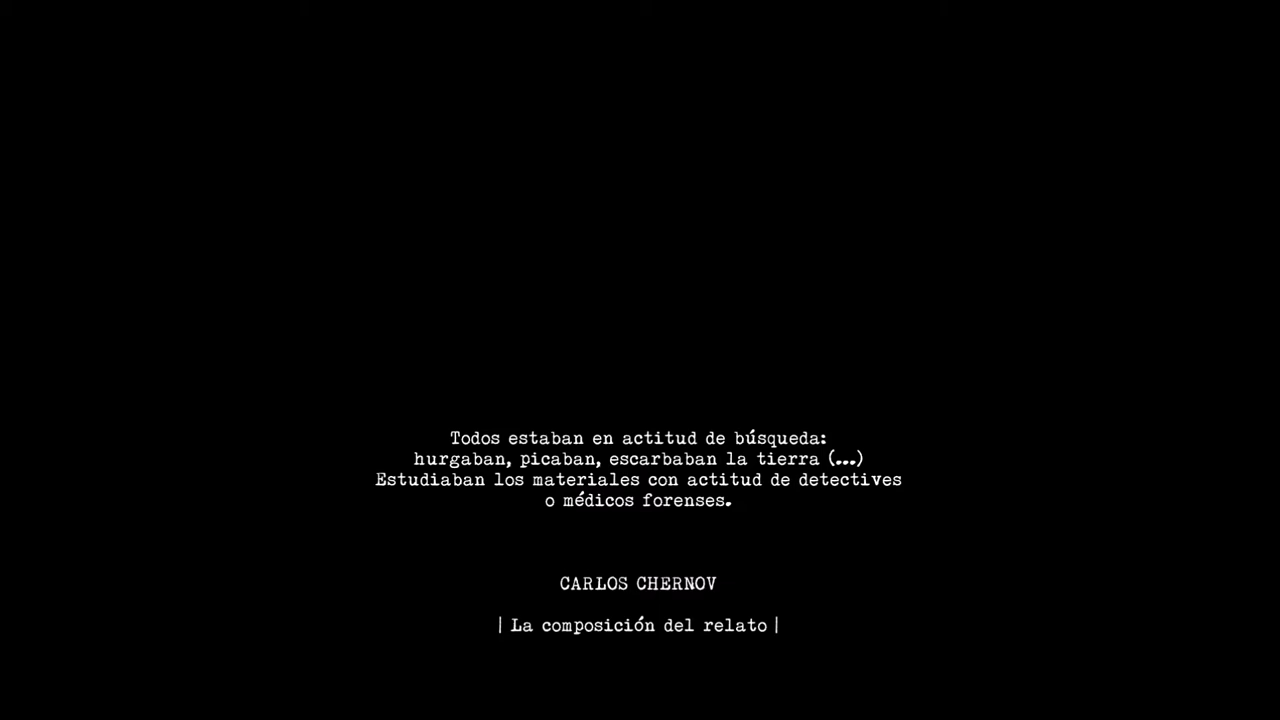 Todos estaban en actitud de búsqueda:
hurgaban, picaban, escarbaban la tierra (...)
Estudiaban los materiales con actitud de detectives
o médicos forenses.
CARLOS CHERNOV
| La composición del relato |